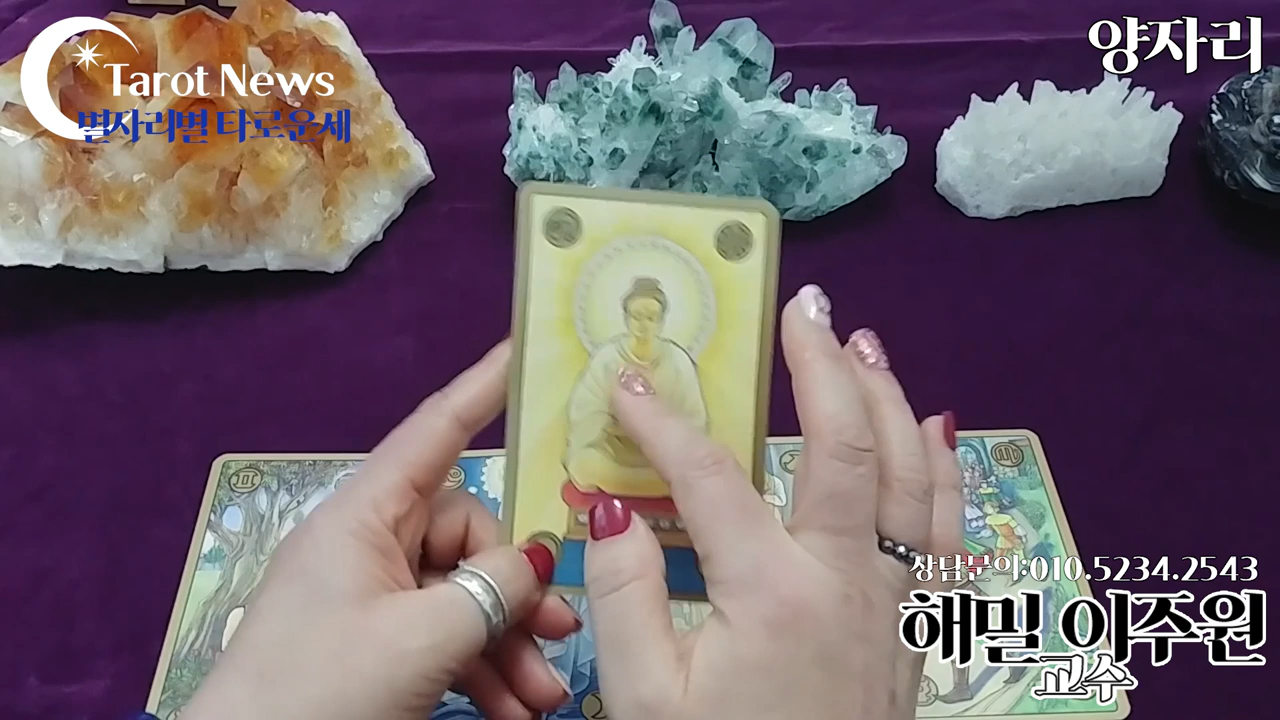 Tarot News
별자리별 타로운세
양자리
상담문의:010.5234.2543
해밀 이주원
교수